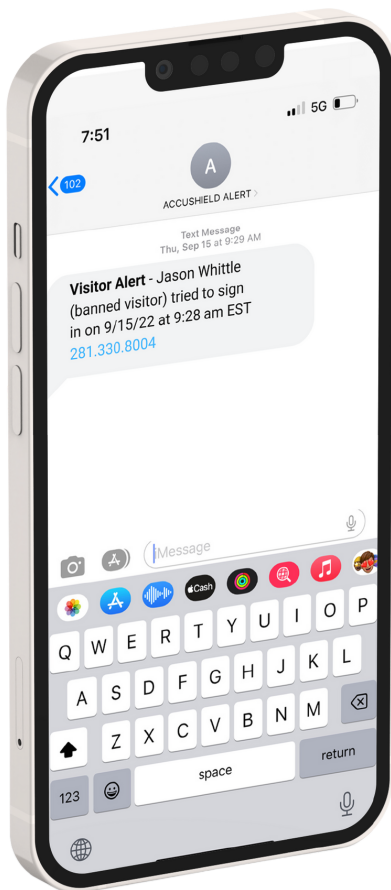 7:51
5G
102
A
ACCUSHIELD ALERT >
Text Message
Thu, Sep 15 at 9:29 AM
Visitor Alert - Jason Whittle
(banned visitor) tried to sign
in on 9/15/22 at 9:28 am EST
281.330.8004
iMessage
Cash
Q W E R T Y U I O P
A S D F G H J K L
Z X C V B N M
123
space
return